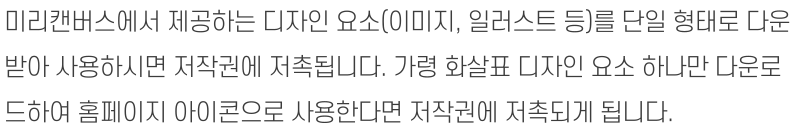 미리캔버스에서 제공하는 디자인 요소(이미지, 일러스트 등)를 단일 형태로 다운
받아 사용하시면 저작권에 저촉됩니다. 가령 화살표 디자인 요소 하나만 다운로
드하여 홈페이지 아이콘으로 사용한다면 저작권에 저촉되게 됩니다.